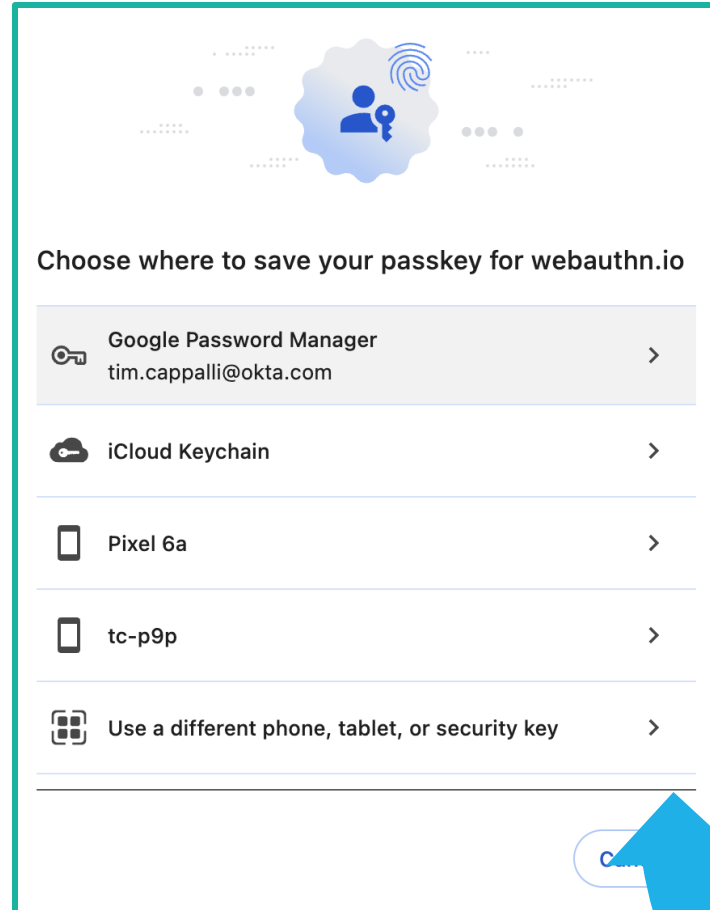 Choose where to save your passkey for webauthn.io
Google Password Manager
tim.cappalli@okta.com
iCloud Keychain
Pixel 6a
tc-p9p
Use a different phone, tablet, or security key